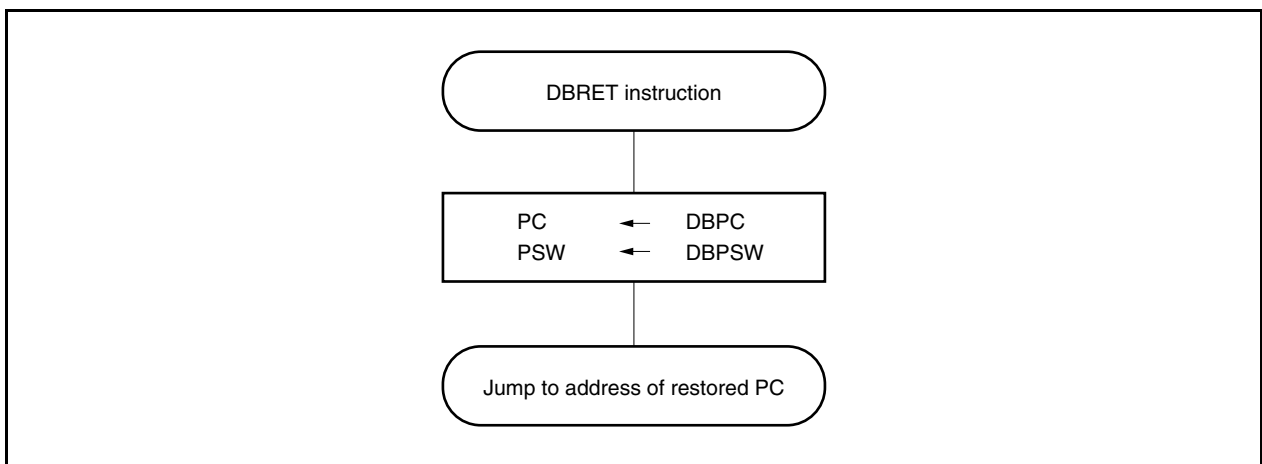 DBRET instruction
PC ← DBPC
PSW ← DBPSW
Jump to address of restored PC